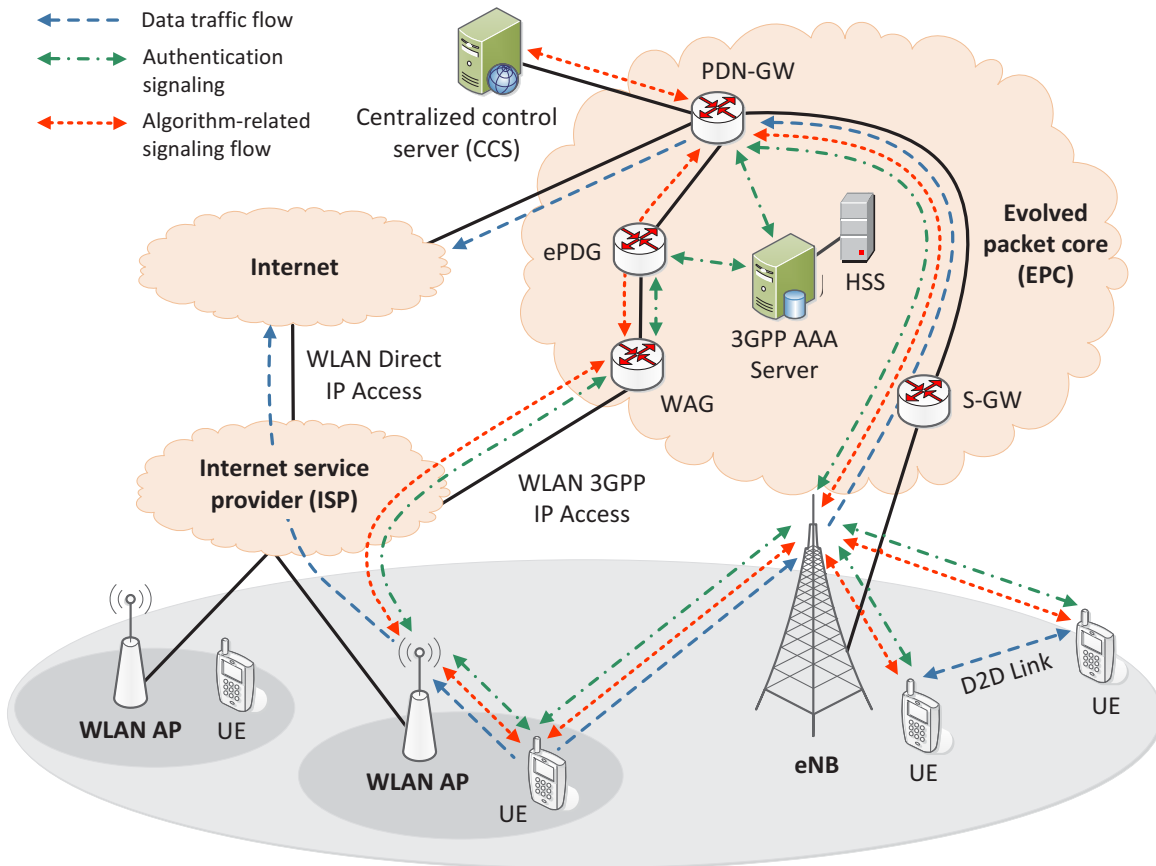 Data traffic flow
Authentication
signaling
Algorithm-related
signaling flow
Centralized control
server (CCS)
PDN-GW
Evolved
packet core
(EPC)
ePDG
HSS
Internet
3GPP AAA
Server
WLAN Direct
IP Access
WAG
S-GW
Internet service
provider (ISP)
WLAN 3GPP
IP Access
D2D Link
UE
WLAN AP
UE
eNB
UE
WLAN AP
UE